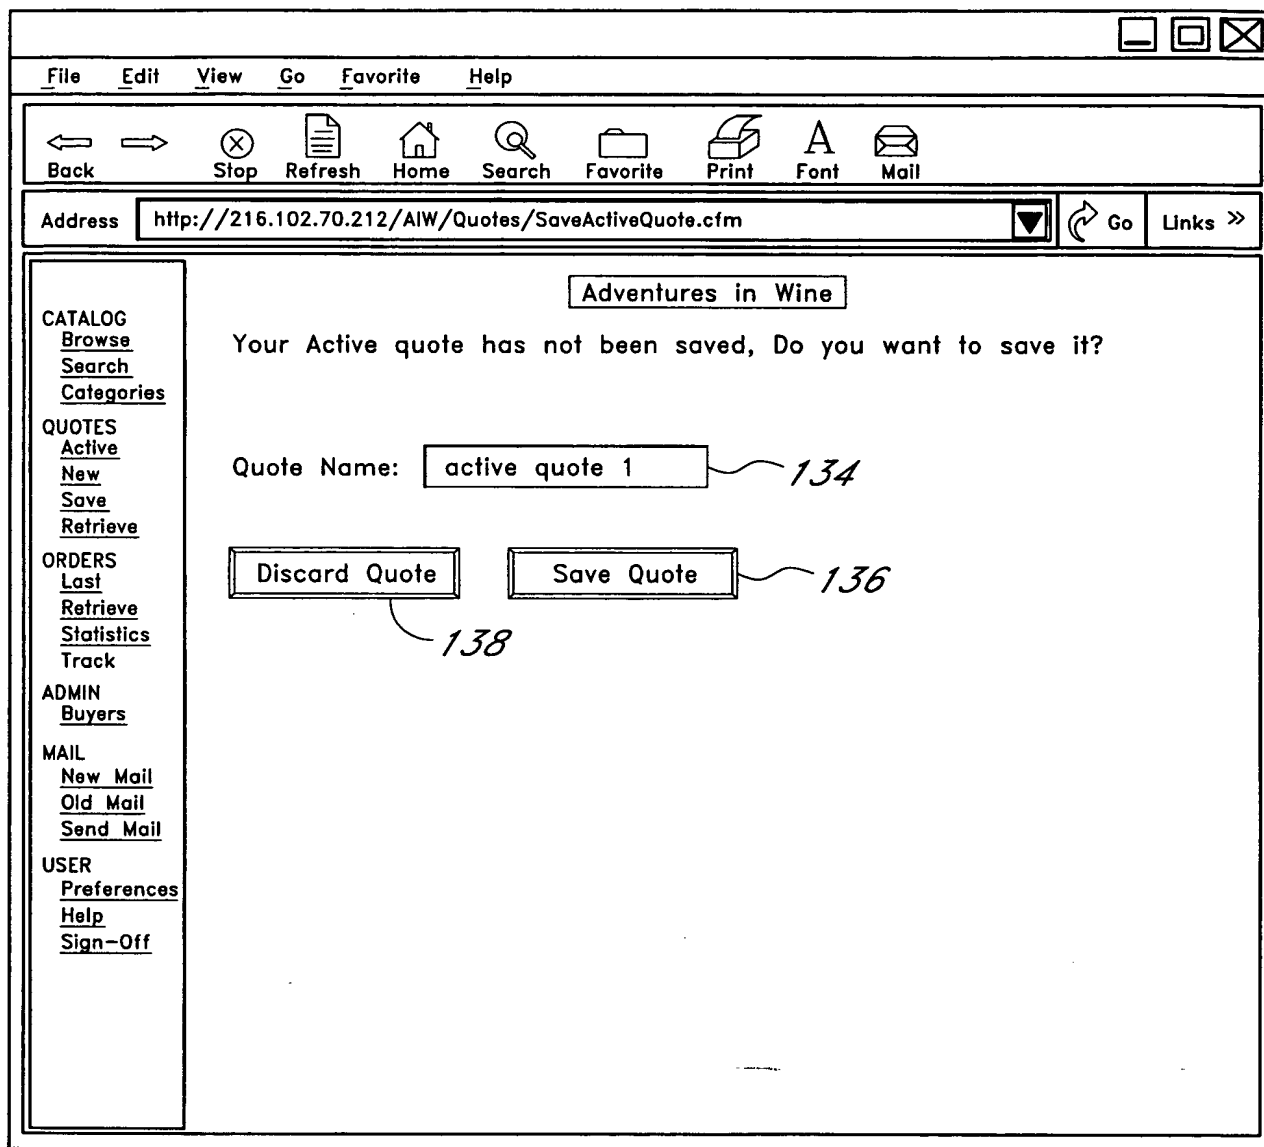 File Edit View Go Favorite Help
Back Stop Refresh Home Search Favorite Print Font Mail
A
Address http://216.102.70.212/AIW/Quotes/SaveActiveQuote.cfm Go Links »
CATALOG
Browse
Search
Categories
QUOTES
Active
New
Save
Retrieve
ORDERS
Last
Retrieve
Statistics
Track
ADMIN
Buyers
MAIL
New Mail
Old Mail
Send Mail
USER
Preferences
Help
Sign-Off
Adventures in Wine
Your Active quote has not been saved, Do you want to save it?
Quote Name: active quote 1 134
Discard Quote Save Quote 136
138